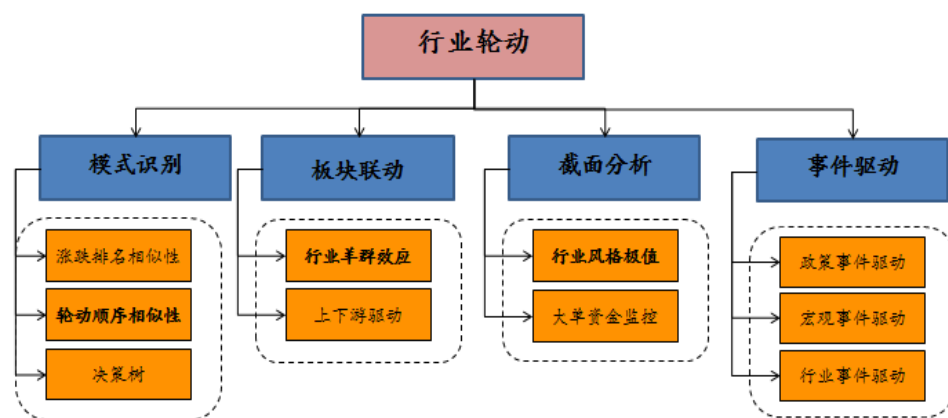 行业轮动
模式识别
板块联动
截面分析
事件驱动
涨跌排名相似性
轮动顺序相似性
决策树
行业羊群效应
上下游驱动
行业风格极值
大单资金监控
政策事件驱动
宏观事件驱动
行业事件驱动